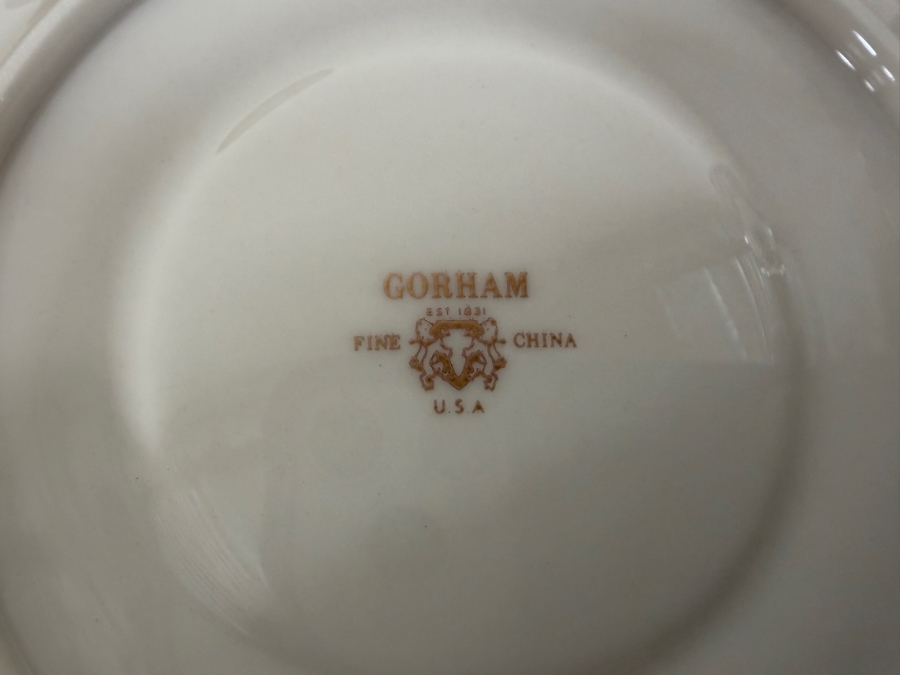 GORHAM
EST 1831
FINE CHINA
U.S.A